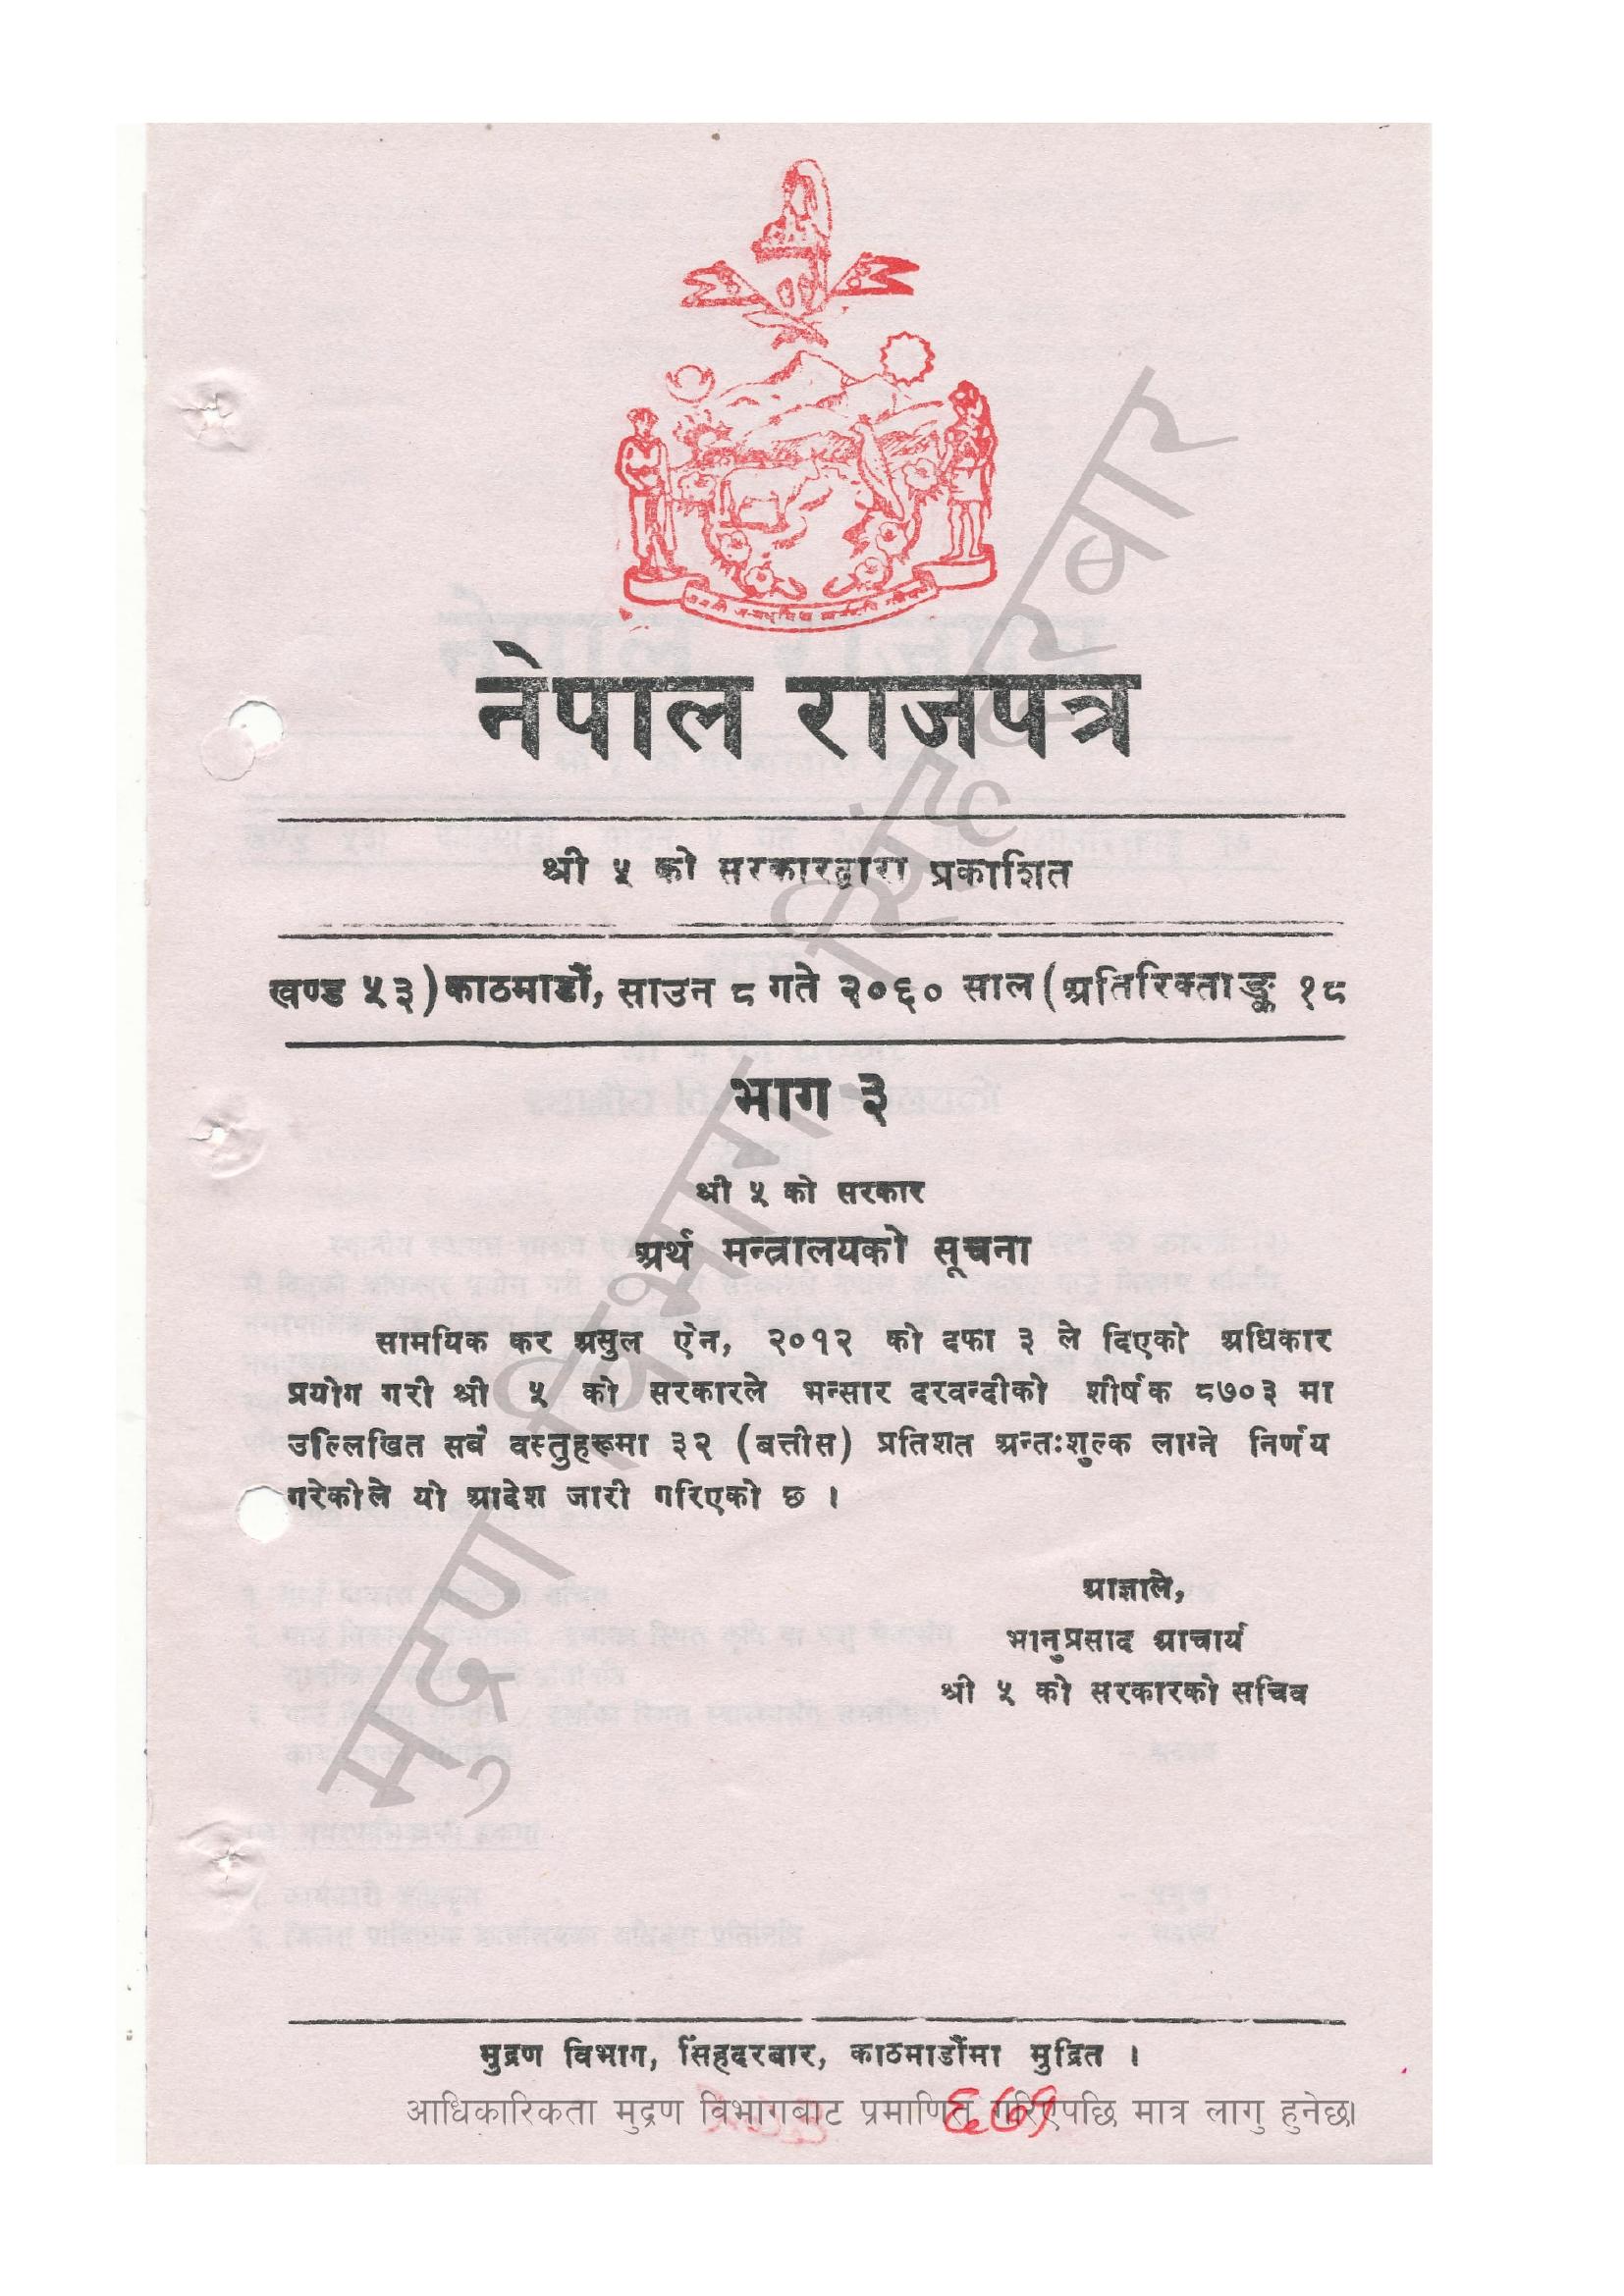 नेपाल राजपत्र
श्री ५ को सरकारद्वारा प्रकाशित
खण्ड ५३) काठमाडौं, साउन ८ गते २०६० साल (अतिरिक्ताङ्क १८
भाग ३
श्री ५ को सरकार
अर्थ मन्त्रालयको सूचना
सामयिक कर असुल ऐन, २०१२ को दफा ३ ले दिएको अधिकार
प्रयोग गरी श्री ५ को सरकारले भन्सार दरवन्दीको शीर्षक ८७०३ मा
उल्लिखित सबै वस्तुहरूमा ३२ (बत्तीस) प्रतिशत अन्तःशुल्क लाग्ने निर्णय
गरेकोले यो आदेश जारी गरिएको छ ।
आज्ञाले,
भानुप्रसाद आचार्य
श्री ५ को सरकारको सचिव
मुद्रण विभाग, सिंहदरबार
मुद्रण विभाग, सिंहदरबार, काठमाडौंमा मुद्रित ।
आधिकारिकता मुद्रण विभागबाट प्रमाणित गरिएपछि मात्र लागु हुनेछ।
६७१